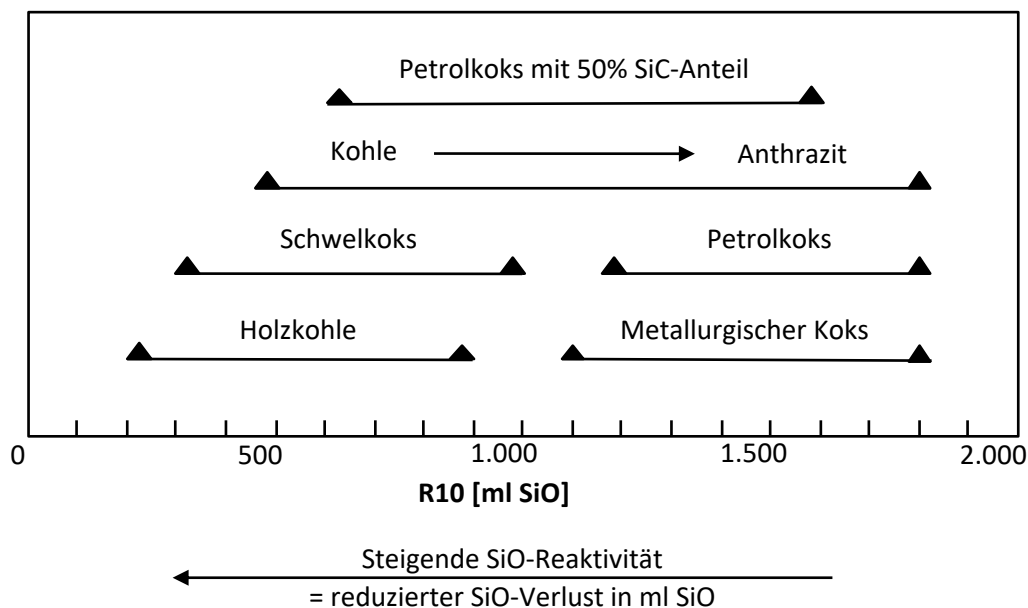 Petrolkoks mit 50% SiC-Anteil
Kohle Anthrazit
Schwelkoks Petrolkoks
Holzkohle Metallurgischer Koks
0 500 1.000 1.500 2.000
R10 [ml SiO]
Steigende SiO-Reaktivität
= reduzierter SiO-Verlust in ml SiO